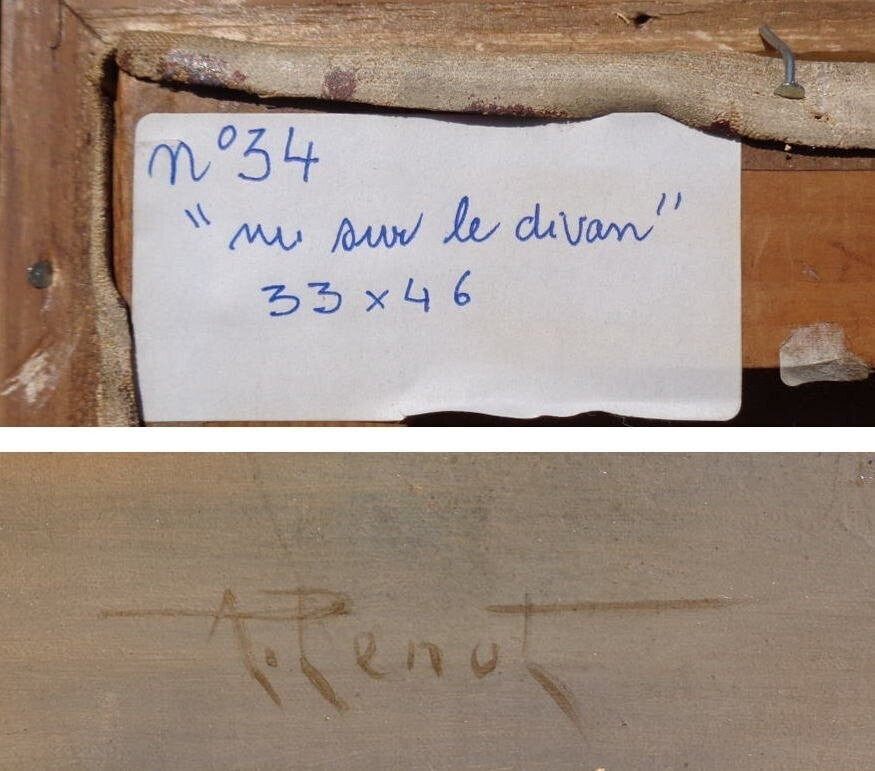 n°34
"nu sur le divan"
33 x 46
A. Renot